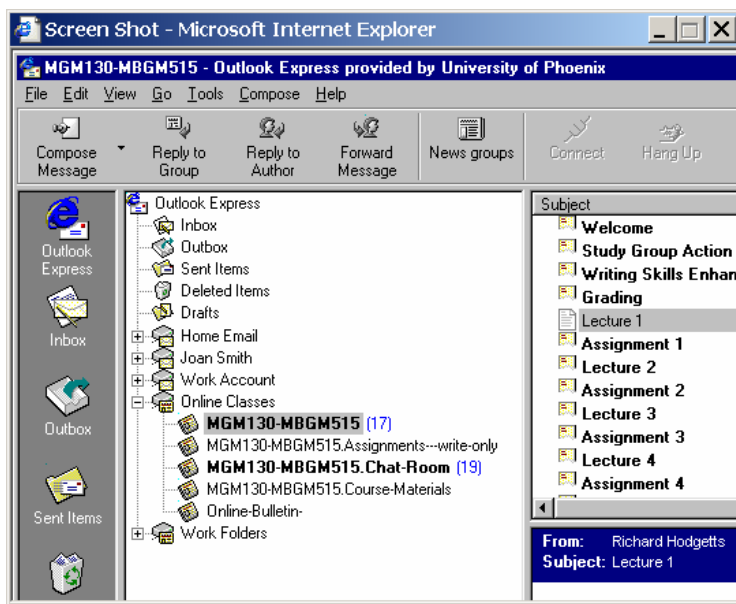 Screen Shot - Microsoft Internet Explorer
MGM130-MBGM515 - Outlook Express provided by University of Phoenix
File Edit View Go Tools Compose Help
Compose Message
Reply to Group
Reply to Author
Forward Message
News groups
Connect
Hang Up
Outlook Express
Inbox
Outbox
Sent Items
Outlook Express
Inbox
Outbox
Sent Items
Deleted Items
Drafts
Home Email
Joan Smith
Work Account
Online Classes
MGM130-MBGM515 (17)
MGM130-MBGM515.Assignments---write-only
MGM130-MBGM515.Chat-Room (19)
MGM130-MBGM515.Course-Materials
Online-Bulletin-
Work Folders
Subject
Welcome
Study Group Action
Writing Skills Enhan
Grading
Lecture 1
Assignment 1
Lecture 2
Assignment 2
Lecture 3
Assignment 3
Lecture 4
Assignment 4
From: Richard Hodgetts
Subject: Lecture 1